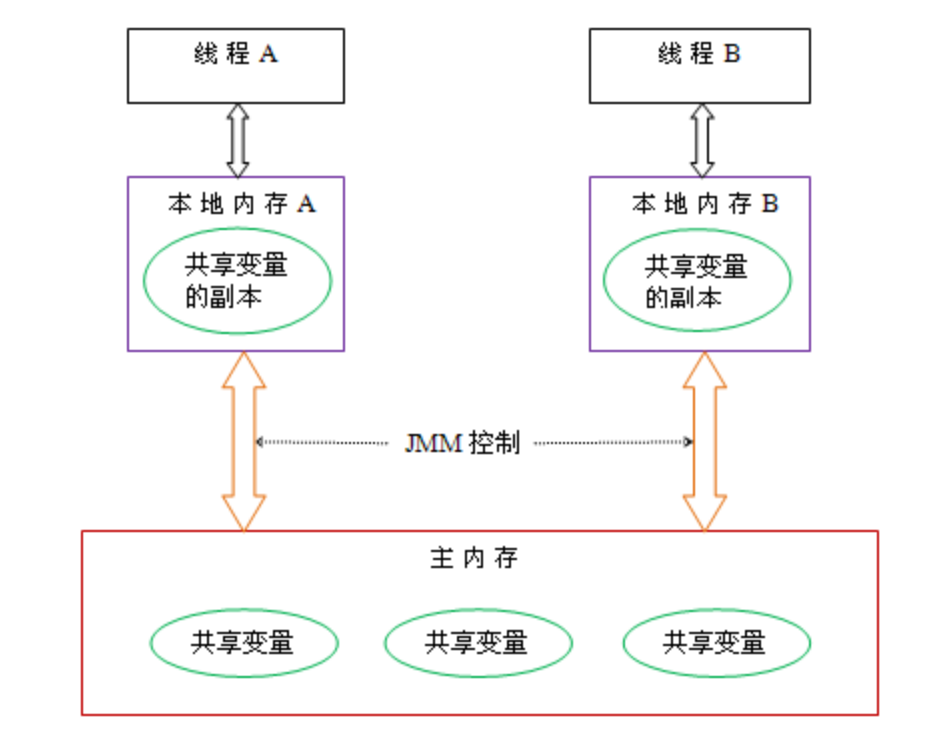 线程 A
线程 B
本地内存 A
本地内存 B
共享变量
的副本
共享变量
的副本
JMM 控制
主内存
共享变量
共享变量
共享变量